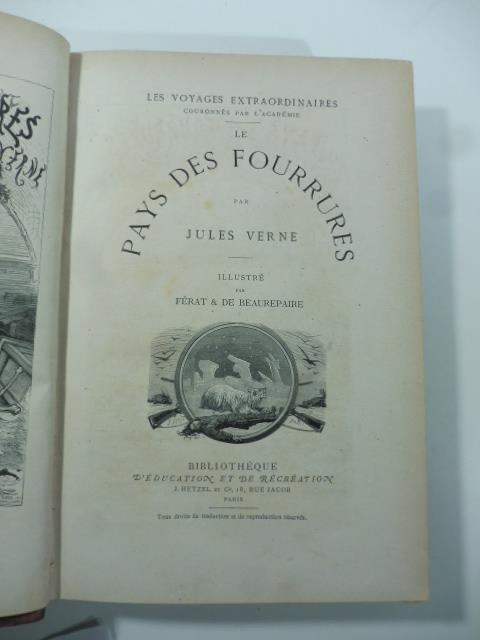 LES VOYAGES EXTRAORDINAIRES
COURONNÉS PAR L'ACADÉMIE
LE
PAYS DES FOURRURES
PAR
JULES VERNE
ILLUSTRÉ
PAR
FÉRAT & DE BEAUREPAIRE
BIBLIOTHÈQUE
D'ÉDUCATION ET DE RÉCRÉATION
J. HETZEL ET Cie, 18, RUE JACOB
PARIS
Tous droits de traduction et de reproduction réservés.